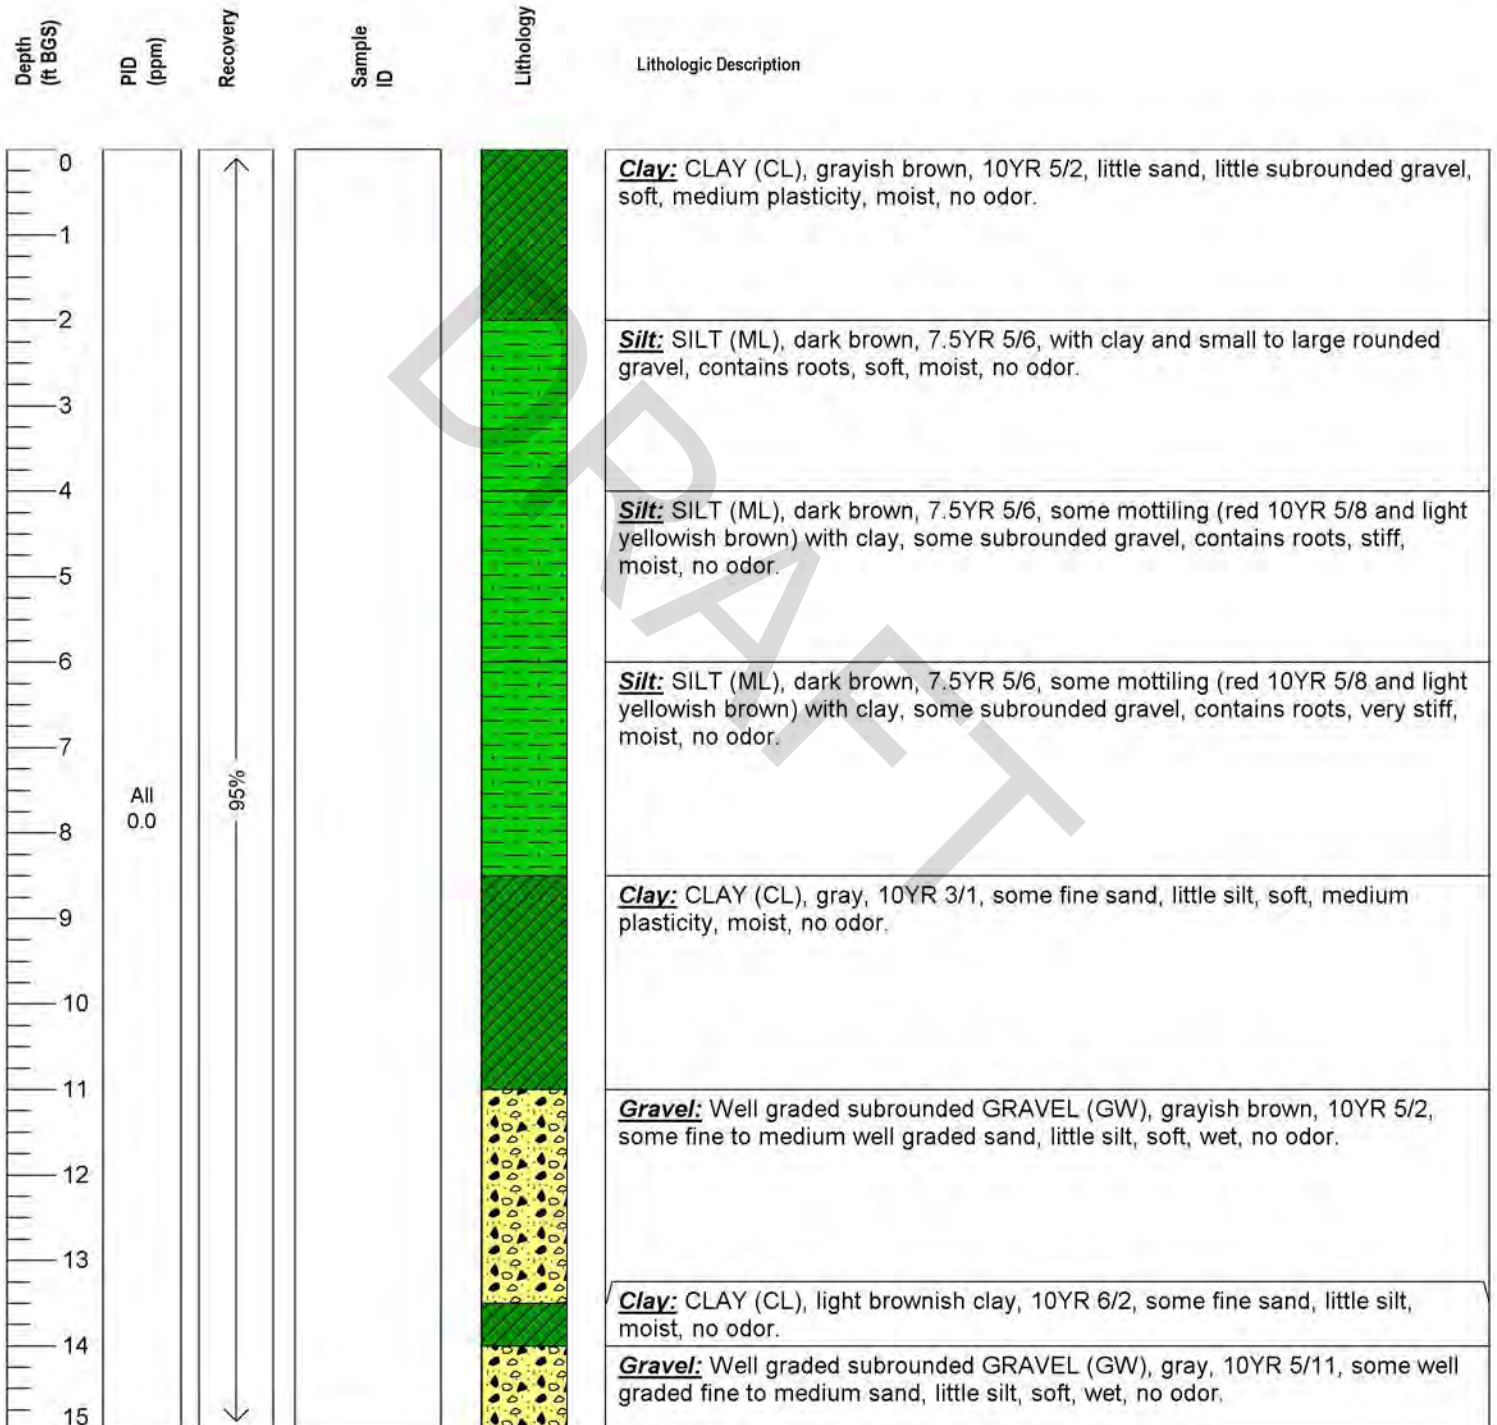 Depth
(ft BGS)
PID
(ppm)
Recovery
Sample
ID
Lithology
Lithologic Description
0
1
2
3
4
5
6
7
8
9
10
11
12
13
14
15
All
0.0
95%
Clay: CLAY (CL), grayish brown, 10YR 5/2, little sand, little subrounded gravel,
soft, medium plasticity, moist, no odor.
Silt: SILT (ML), dark brown, 7.5YR 5/6, with clay and small to large rounded
gravel, contains roots, soft, moist, no odor.
Silt: SILT (ML), dark brown, 7.5YR 5/6, some mottiling (red 10YR 5/8 and light
yellowish brown) with clay, some subrounded gravel, contains roots, stiff,
moist, no odor.
Silt: SILT (ML), dark brown, 7.5YR 5/6, some mottiling (red 10YR 5/8 and light
yellowish brown) with clay, some subrounded gravel, contains roots, very stiff,
moist, no odor.
Clay: CLAY (CL), gray, 10YR 3/1, some fine sand, little silt, soft, medium
plasticity, moist, no odor.
Gravel: Well graded subrounded GRAVEL (GW), grayish brown, 10YR 5/2,
some fine to medium well graded sand, little silt, soft, wet, no odor.
Clay: CLAY (CL), light brownish clay, 10YR 6/2, some fine sand, little silt,
moist, no odor.
Gravel: Well graded subrounded GRAVEL (GW), gray, 10YR 5/11, some well
graded fine to medium sand, little silt, soft, wet, no odor.
DRAFT